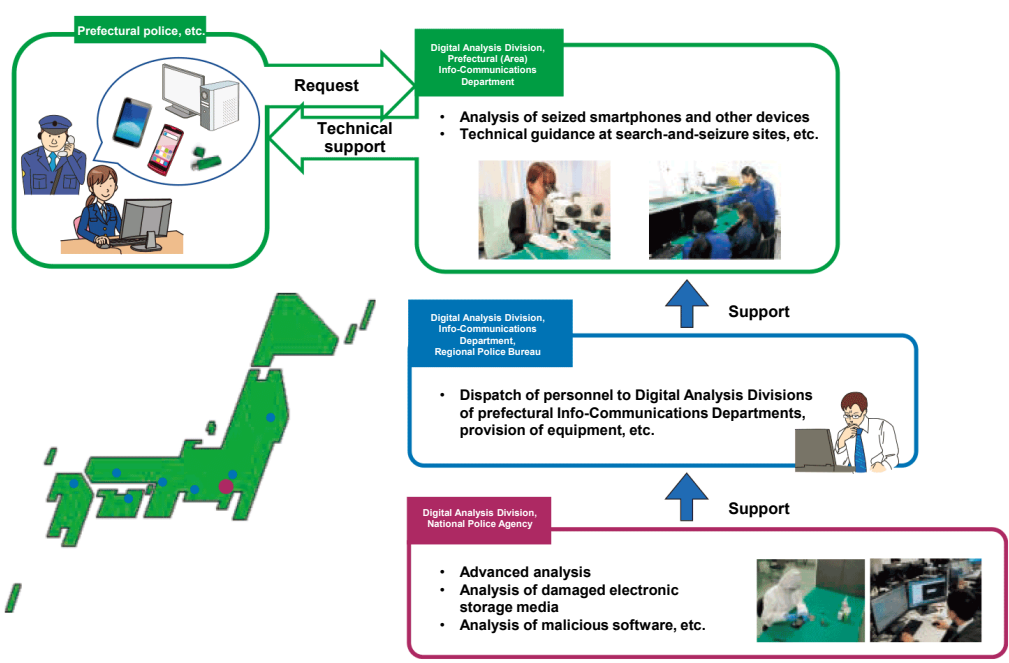 Prefectural police, etc.
Request
Technical
support
Digital Analysis Division,
Prefectural (Area)
Info-Communications
Department
• Analysis of seized smartphones and other devices
• Technical guidance at search-and-seizure sites, etc.
Support
Digital Analysis Division,
Info-Communications
Department,
Regional Police Bureau
• Dispatch of personnel to Digital Analysis Divisions
of prefectural Info-Communications Departments,
provision of equipment, etc.
Support
Digital Analysis Division,
National Police Agency
• Advanced analysis
• Analysis of damaged electronic
storage media
• Analysis of malicious software, etc.